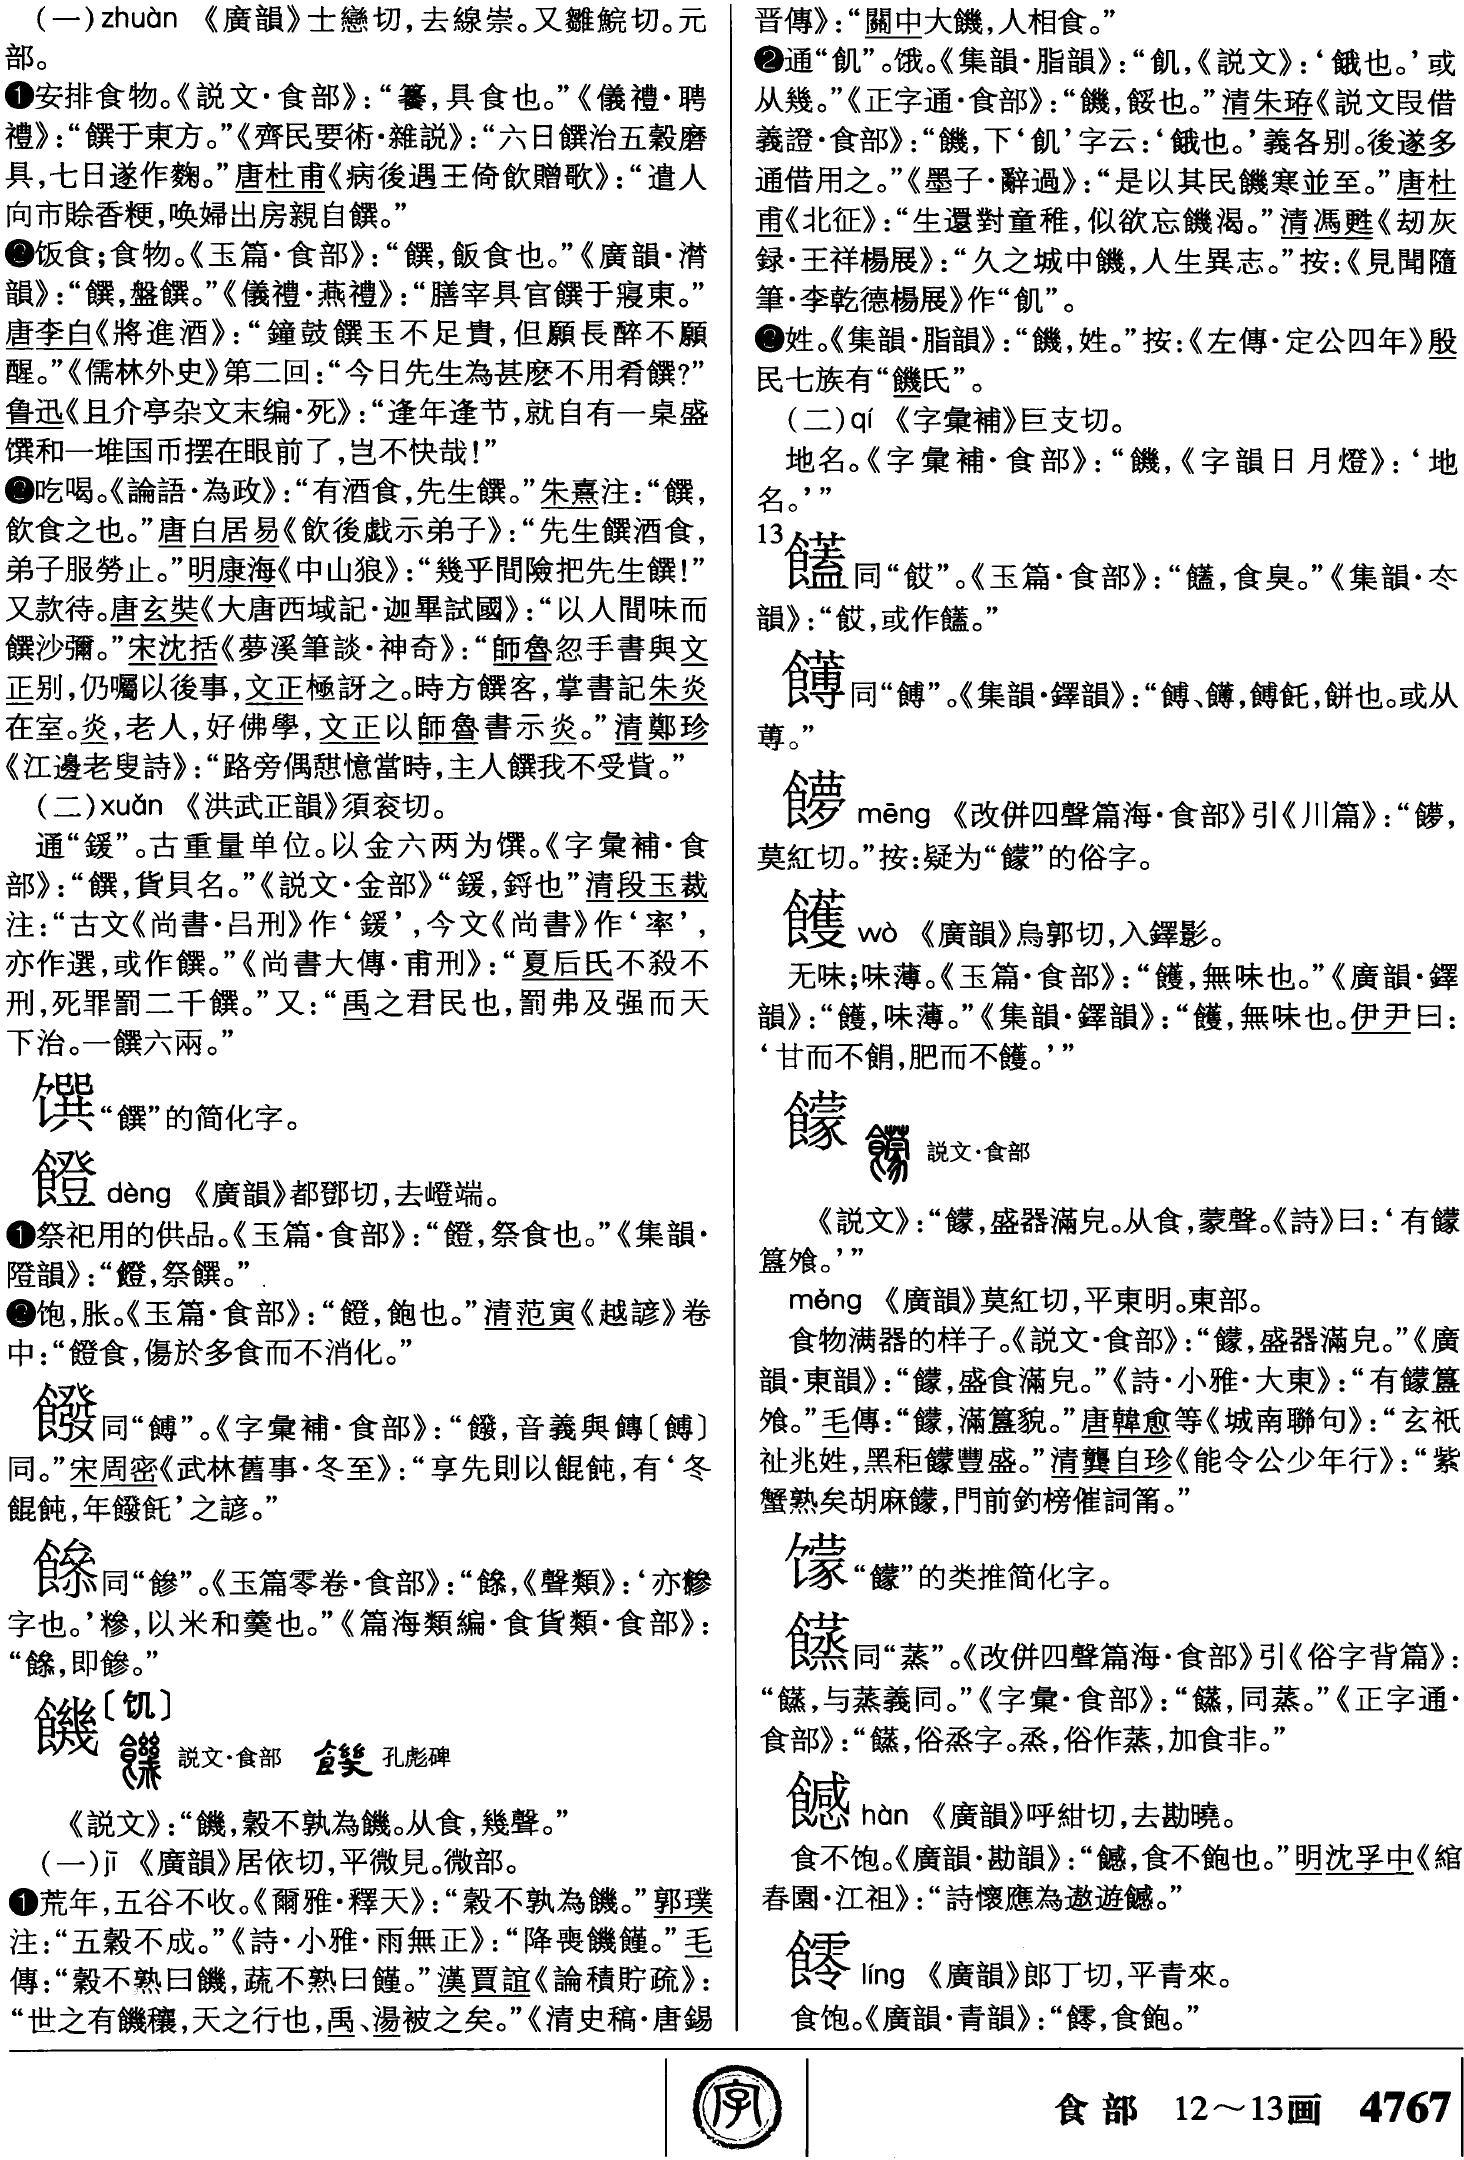 (一)zhuàn 《廣韻》士戀切,去線崇。又雛鯇切。元
部。
❶安排食物。《説文·食部》:“籑,具食也。”《儀禮·聘
禮》:“饌于東方。”《齊民要術·雜説》:“六日饌治五穀磨
具,七日遂作麴。”唐杜甫《病後遇王倚飲贈歌》:“遣人
向市賒香粳,唤婦出房親自饌。”
❷饭食;食物。《玉篇·食部》:“饌,飯食也。”《廣韻·潸
韻》:“饌,盤饌。”《儀禮·燕禮》:“膳宰具官饌于寢東。”
唐李白《將進酒》:“鐘鼓饌玉不足貴,但願長醉不願
醒。”《儒林外史》第二回:“今日先生為甚麽不用肴饌?”
鲁迅《且介亭杂文末编·死》:“逢年逢节,就自有一桌盛
馔和一堆国币摆在眼前了,岂不快哉!”
❸吃喝。《論語·為政》:“有酒食,先生饌。”朱熹注:“饌,
飲食之也。”唐白居易《飲後戲示弟子》:“先生饌酒食,
弟子服勞止。”明康海《中山狼》:“幾乎間險把先生饌!”
又款待。唐玄奘《大唐西域記·迦畢試國》:“以人間味而
饌沙彌。”宋沈括《夢溪筆談·神奇》:“師魯忽手書與文
正别,仍囑以後事,文正極訝之。時方饌客,掌書記朱炎
在室。炎,老人,好佛學,文正以師魯書示炎。”清鄭珍
《江邊老叟詩》:“路旁偶憇憶當時,主人饌我不受貲。”
(二)xuǎn 《洪武正韻》須衮切。
通“鍰”。古重量单位。以金六两为馔。《字彙補·食
部》:“饌,貨貝名。”《説文·金部》“鍰,鋝也”清段玉裁
注:“古文《尚書·吕刑》作‘鍰’,今文《尚書》作‘率’,
亦作選,或作饌。”《尚書大傳·甫刑》:“夏后氏不殺不
刑,死罪罰二千饌。”又:“禹之君民也,罰弗及强而天
下治。一饌六兩。”
馔“饌”的简化字。
䔲 dèng 《廣韻》都鄧切,去嶝端。
❶祭祀用的供品。《玉篇·食部》:“饔,祭食也。”《集韻·
隥韻》:“䮴,祭饌。”
❷饱,胀。《玉篇·食部》:“饱也。”清范寅《越諺》卷
中:“食,傷於多食而不消化。”
同“餺”。《字彙補·食部》:“餺,音義與餺〔餺〕
同。”宋周密《武林舊事·冬至》:“享先則以餛飩,有‘冬
餛飩,年餺飥’之諺。”
同“䅟”。《玉篇零卷·食部》:“《聲類》:‘亦糝
字也。’糝,以米和羹也。”《篇海類編·食貨類·食部》:
“即”
饑〔饥〕
説文·食部 孔彪碑
《説文》:“饑,穀不孰為饑。从食,幾聲。”
(一)jī 《廣韻》居依切,平微見。微部。
❶荒年,五谷不收。《爾雅·釋天》:“穀不孰為饑。”郭璞
注:“五穀不成。”《詩·小雅·雨無正》:“降喪饑饉。”毛
傳:“穀不熟曰饑,蔬不熟曰饉。”漢賈誼《論積貯疏》:
“世之有饑穰,天之行也,禹、湯被之矣。”《清史稿·唐錫
晋傳》:“關中大饑,人相食。”
❷通“飢”。饿。《集韻·脂韻》:“飢,《説文》:‘餓也。’或
从幾。”《正字通·食部》:“饑,餒也。”清朱珔《説文叚借
義證·食部》:“饑,下‘飢’字云:‘餓也。’義各别。後遂多
通借用之。”《墨子·辭過》:“是以其民饑寒並至。”唐杜
甫《北征》:“生還對童稚,似欲忘饑渴。”清馮甦《刼灰
録·王祥楊展》:“久之城中饑,人生異志。”按:《見聞隨
筆·李乾德楊展》作“飢”。
❸姓。《集韻·脂韻》:“饑,姓。”按:《左傳·定公四年》殷
民七族有“饑氏”。
(二)qí 《字彙補》巨支切。
地名。《字彙補·食部》:“饑,《字韻日月燈》:‘地
名。’”
13
饁同“餀”。《玉篇·食部》:“食臭。”《集韻·夳
韻》:“餀,或作”
同“餺”。《集韻·鐸韻》:“餺、餺飥,餅也。或从
蒪。”
mēng 《改併四聲篇海·食部》引《川篇》:“
莫紅切。”按:疑为“饛”的俗字。
韄 wò 《廣韻》烏郭切,入鐸影。
无味;味薄。《玉篇·食部》:“無味也。”《廣韻·鐸
韻》:“味薄。”《集韻·鐸韻》:“無味也。伊尹曰:
‘甘而不䬼,肥而不’”
饛 説文·食部
《説文》:“饛,盛器滿皃。从食,蒙聲。《詩》曰:‘有饛
簋飧。’”
méng 《廣韻》莫紅切,平東明。東部。
食物满器的样子。《説文·食部》:“饛,盛器滿皃。”《廣
韻·東韻》:“饛,盛食滿皃。”《詩·小雅·大東》:“有饛簋
飧。”毛傳:“饛,滿簋貌。”唐韓愈等《城南聯句》:“玄祇
祉兆姓,黑秬饛豐盛。”清龔自珍《能令公少年行》:“紫
蟹熟矣胡麻饛,門前釣榜催詞筩。”
“饛”的类推简化字。
同“蒸”。《改併四聲篇海·食部》引《俗字背篇》:
“与蒸義同。”《字彙·食部》:“同蒸。”《正字通·
食部》:“俗烝字。烝,俗作蒸,加食非。”
hàn 《廣韻》呼紺切,去勘曉。
食不饱。《廣韻·勘韻》:“食不飽也。”明沈孚中《綰
春園·江祖》:“詩懷應為遨遊”
líng 《廣韻》郎丁切,平青來。
食饱。《廣韻·青韻》:“食飽。”
字
食部 12～13画 4767